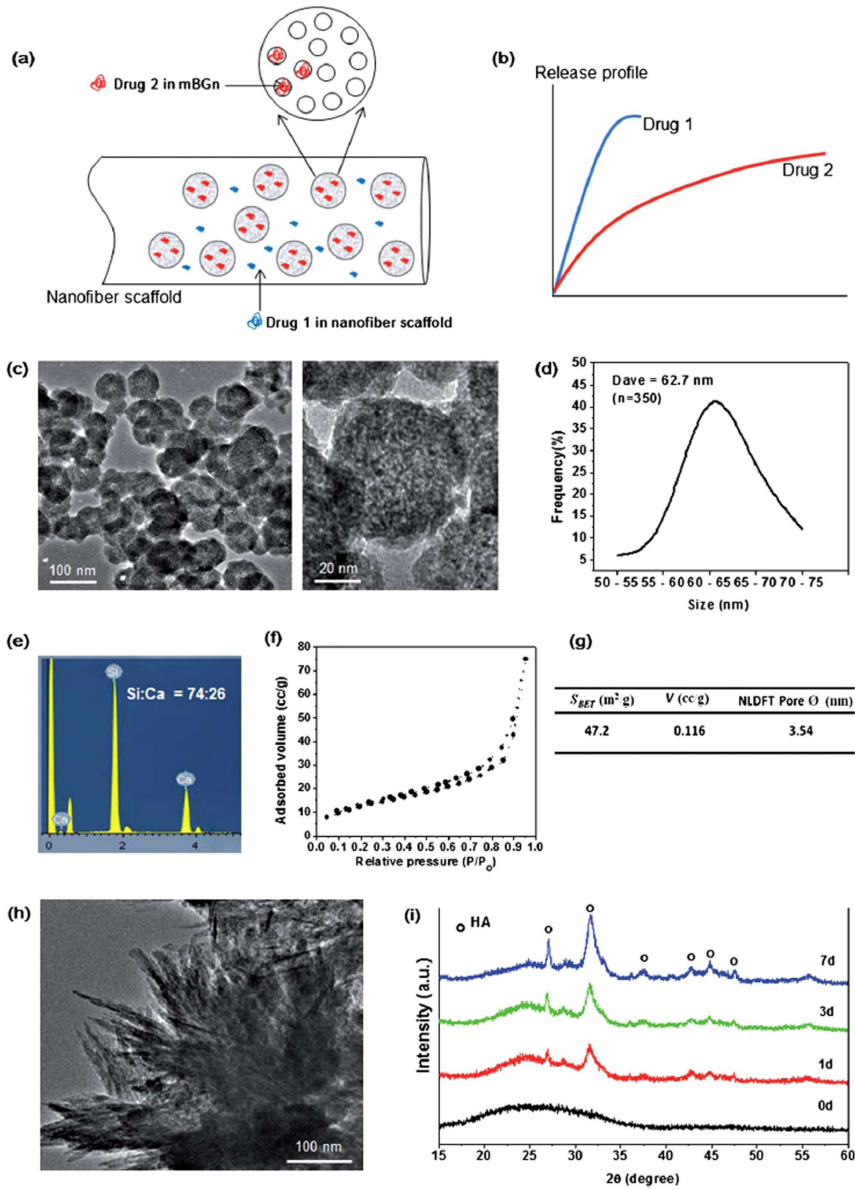 (a)
Drug 2 in mBGn
Nanofiber scaffold
Drug 1 in nanofiber scaffold
(b)
Release profile
Drug 1
Drug 2
(c)
100 nm
20 nm
(d)
Dave = 62.7 nm
(n=350)
Frequency(%)
50
45
40
35
30
25
20
15
10
5
50 - 55 55 - 60 60 - 65 65 - 70 70 - 75
Size (nm)
(e)
Si
Si:Ca = 74:26
Ca
Ca
0 2 4
(f)
Adsorbed volume (cc/g)
80
70
60
50
40
30
20
10
0
0.0 0.1 0.2 0.3 0.4 0.5 0.6 0.7 0.8 0.9 1.0
Relative pressure (P/P0)
(g)
SBET (m2 g) V (cc/g) NLDFT Pore Ø (nm)
47.2 0.116 3.54
(h)
100 nm
(i)
HA
7d
3d
1d
0d
Intensity (a.u.)
15 20 25 30 35 40 45 50 55 60
2θ (degree)